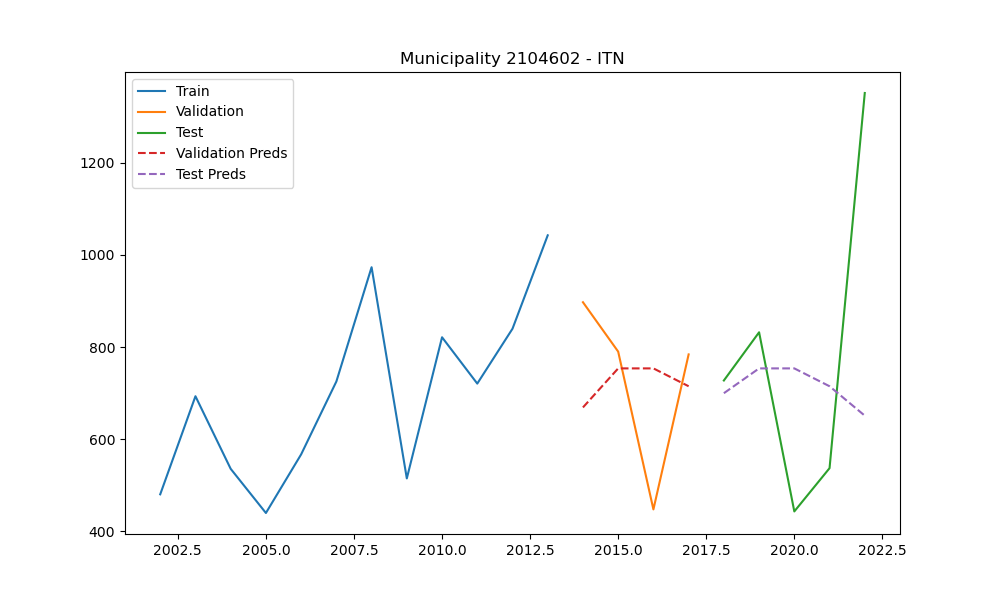 Municipality 2104602 - ITN
Train
Validation
Test
Validation Preds
Test Preds
1200
1000
800
600
400
2002.5 2005.0 2007.5 2010.0 2012.5 2015.0 2017.5 2020.0 2022.5